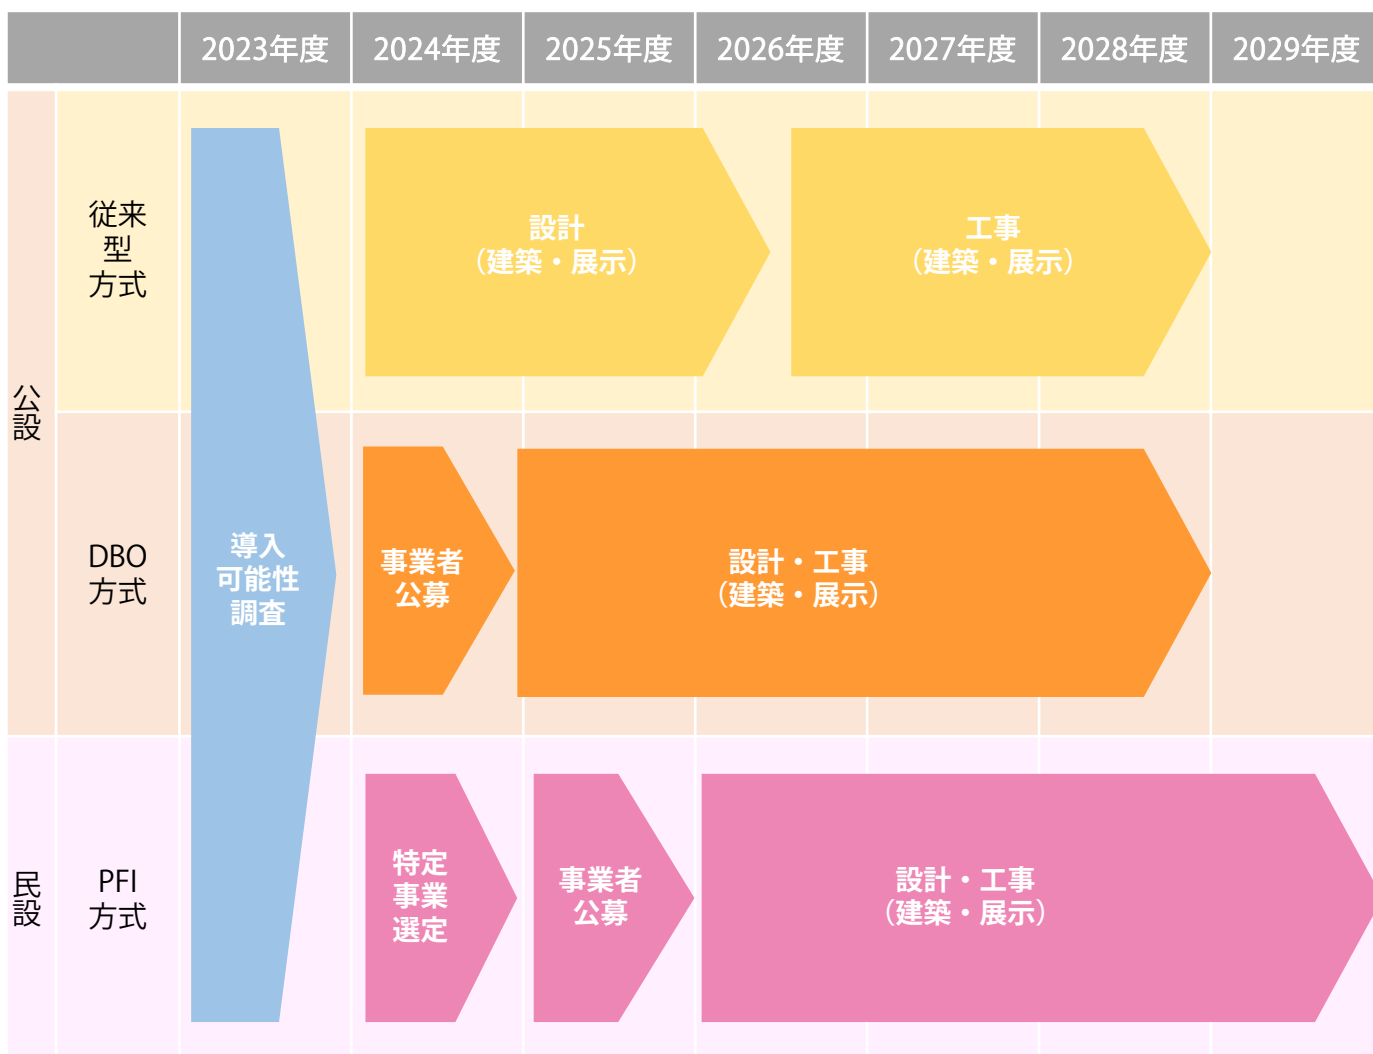 2023年度 2024年度 2025年度 2026年度 2027年度 2028年度 2029年度
公設
従来
型
方式
設計
（建築・展示）
工事
（建築・展示）
導入
可能性
調査
DBO
方式
事業者
公募
設計・工事
（建築・展示）
民設
PFI
方式
特定
事業
選定
事業者
公募
設計・工事
（建築・展示）